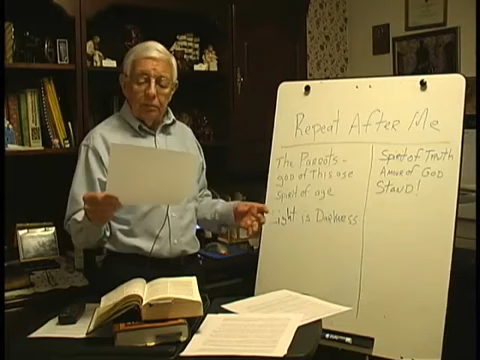 Repeat After Me
The Parrots -
god of this age
Spirit of age
Light is Darkness
Spirit of Truth
Armor of GOD
STAND!